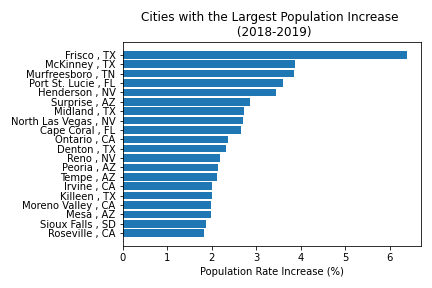 Cities with the Largest Population Increase
(2018-2019)
Frisco , TX
McKinney , TX
Murfreesboro , TN
Port St. Lucie , FL
Henderson , NV
Surprise , AZ
Midland , TX
North Las Vegas , NV
Cape Coral , FL
Ontario , CA
Denton , TX
Reno , NV
Peoria , AZ
Tempe , AZ
Irvine , CA
Killeen , TX
Moreno Valley , CA
Mesa , AZ
Sioux Falls , SD
Roseville , CA
0 1 2 3 4 5 6
Population Rate Increase (%)